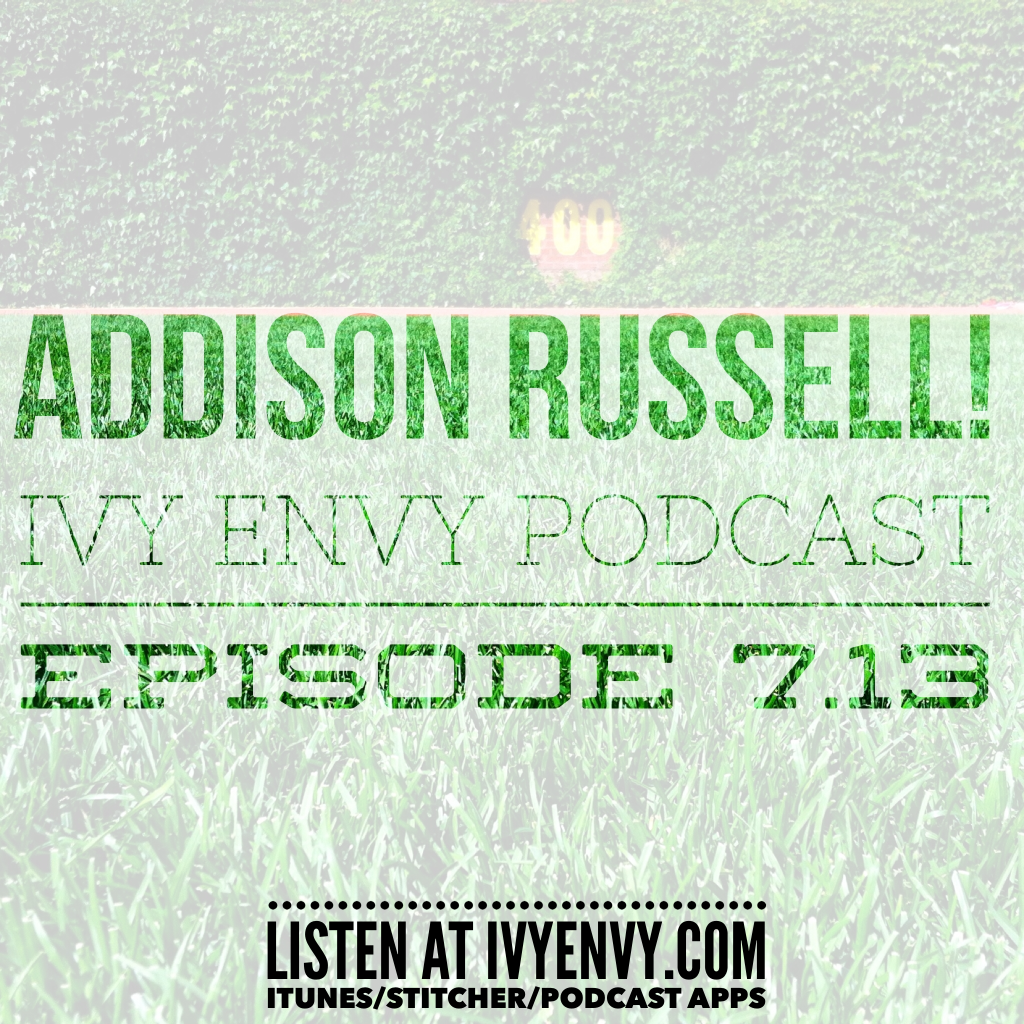 400
ADDISON RUSSELL!
IVY ENVY PODCAST
EPISODE 7.13
LISTEN AT IVYENVY.COM
ITUNES/STITCHER/PODCAST APPS